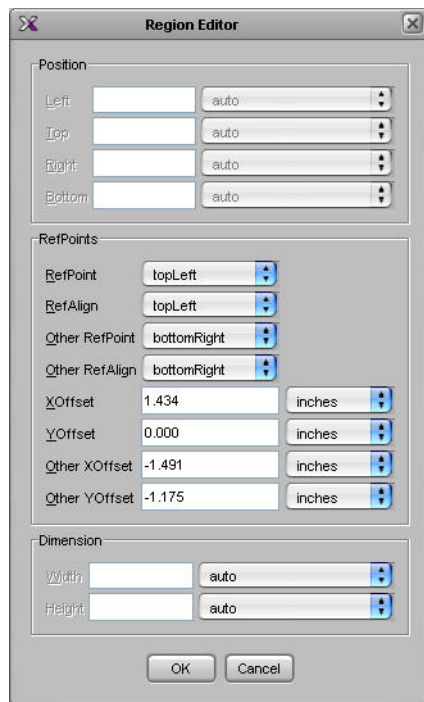 Region Editor
Position
Left auto
Top auto
Right auto
Bottom auto
RefPoints
RefPoint topLeft
RefAlign topLeft
Other RefPoint bottomRight
Other RefAlign bottomRight
XOffset 1.434 inches
YOffset 0.000 inches
Other XOffset -1.491 inches
Other YOffset -1.175 inches
Dimension
Width auto
Height auto
OK Cancel